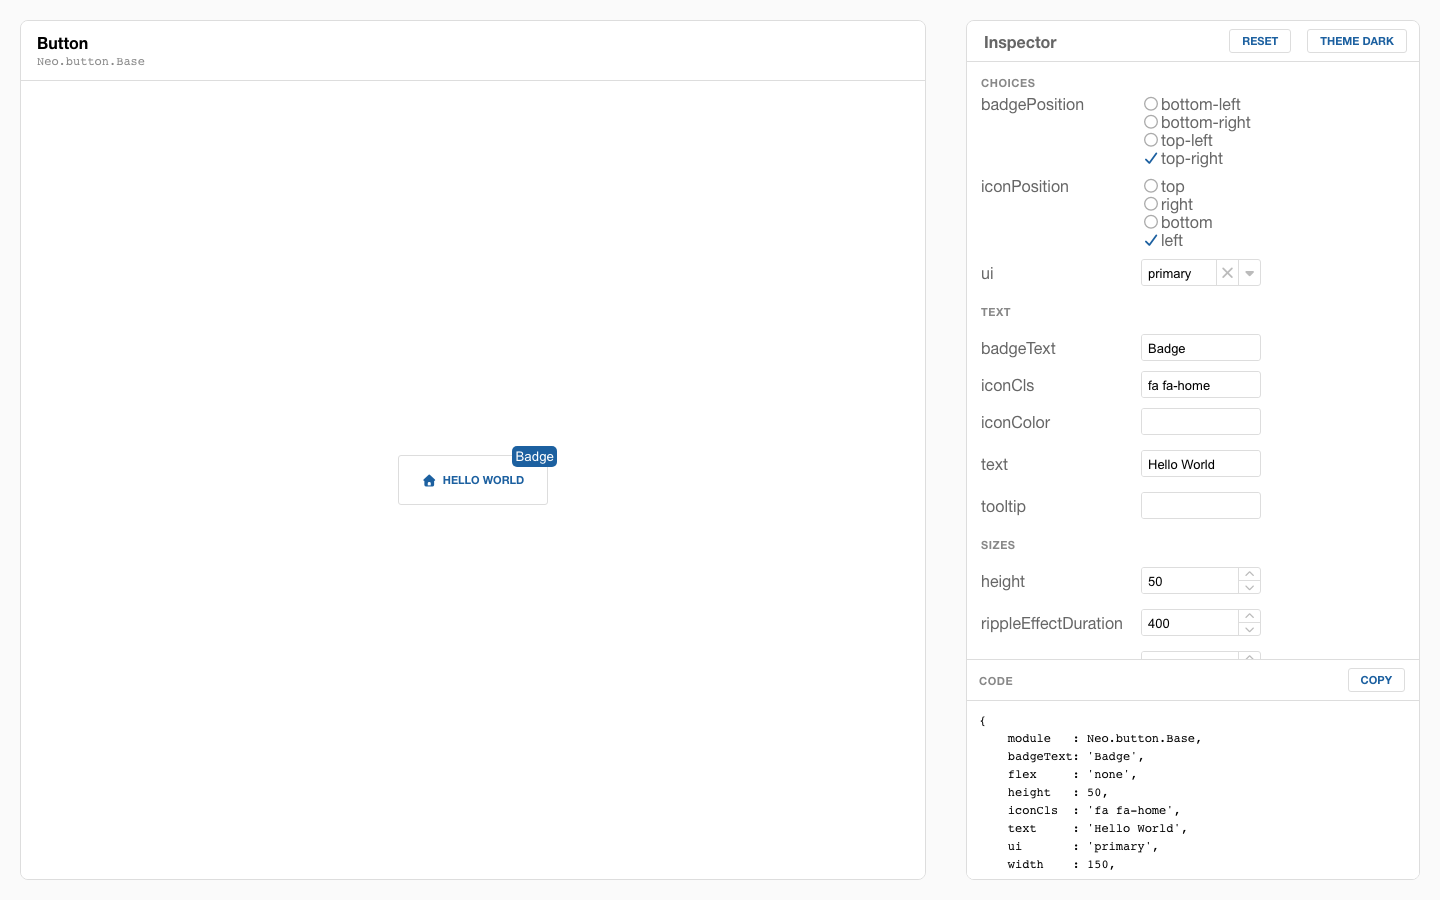 Button
Neo.button.Base
Badge
HELLO WORLD
Inspector
RESET
THEME DARK
CHOICES
badgePosition
bottom-left
bottom-right
top-left
top-right
iconPosition
top
right
bottom
left
ui
primary
TEXT
badgeText
Badge
iconCls
fa fa-home
iconColor
text
Hello World
tooltip
SIZES
height
50
rippleEffectDuration
400
CODE
COPY
{
module : Neo.button.Base,
badgeText: 'Badge',
flex : 'none',
height : 50,
iconCls : 'fa fa-home',
text : 'Hello World',
ui : 'primary',
width : 150,